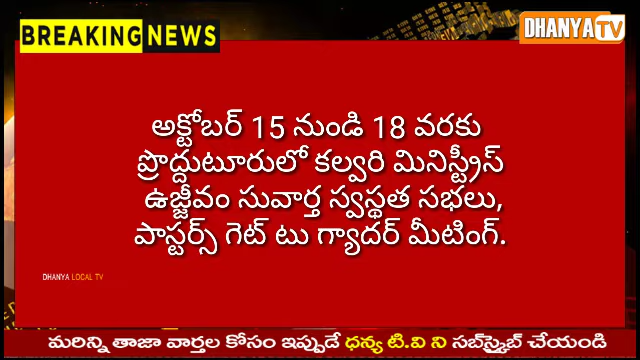 BREAKING NEWS
DHANYA TV
అక్టోబర్ 15 నుండి 18 వరకు
ప్రొద్దుటూరులో కల్వరి మినిస్ట్రీస్
ఉజ్జీవం సువార్త స్వస్థత సభలు,
పాస్టర్స్ గెట్ టు గ్యాదర్ మీటింగ్.
DHANYA LOCAL TV
మరిన్ని తాజా వార్తల కోసం ఇప్పుడే ధన్య టి.వి ని సబ్‌స్క్రైబ్ చేయండి